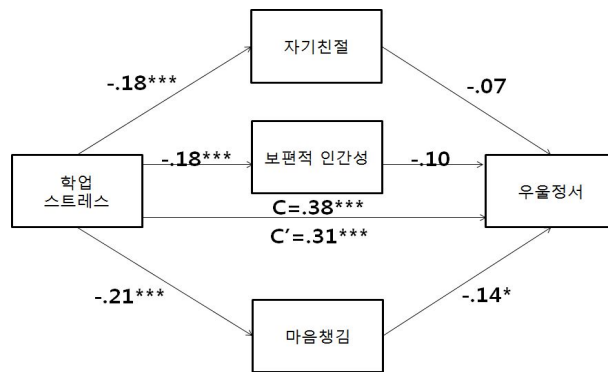 자기친절
-.18***
-.07
-.18***
보편적 인간성
-.10
학업
스트레스
우울정서
C=.38***
C′=.31***
-.21***
-.14*
마음챙김